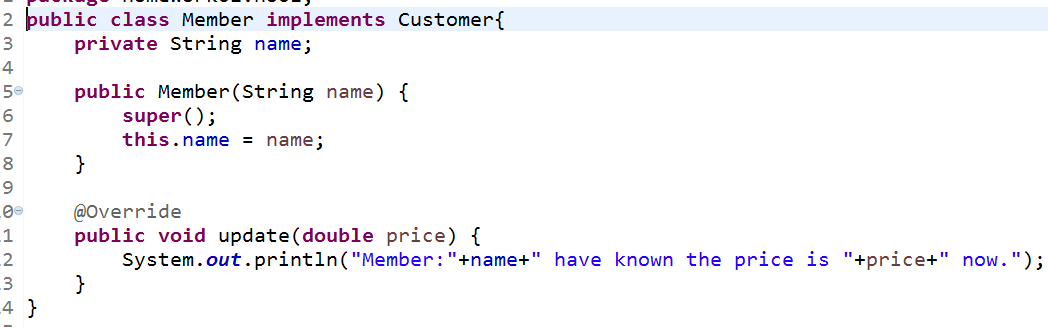 2 public class Member implements Customer{
3 private String name;
4
5 public Member(String name) {
6 super();
7 this.name = name;
8 }
9
0 @Override
1 public void update(double price) {
2 System.out.println("Member:"+name+" have known the price is "+price+" now.");
3 }
4 }